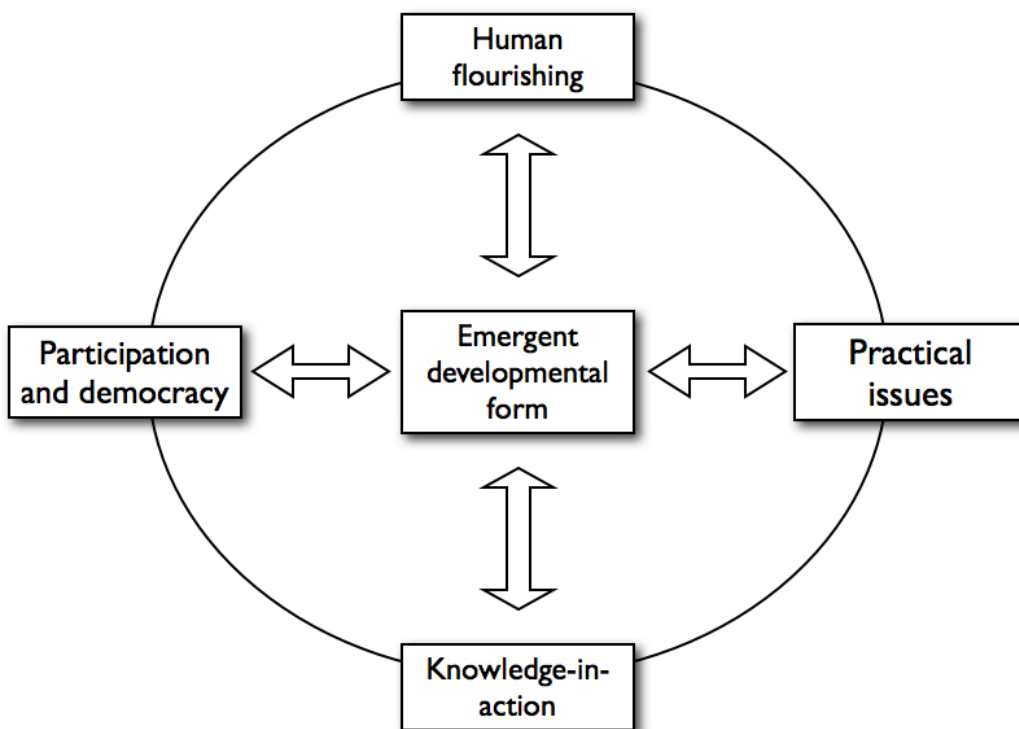 Human
flourishing
Participation
and democracy
Emergent
developmental
form
Practical
issues
Knowledge-in-
action